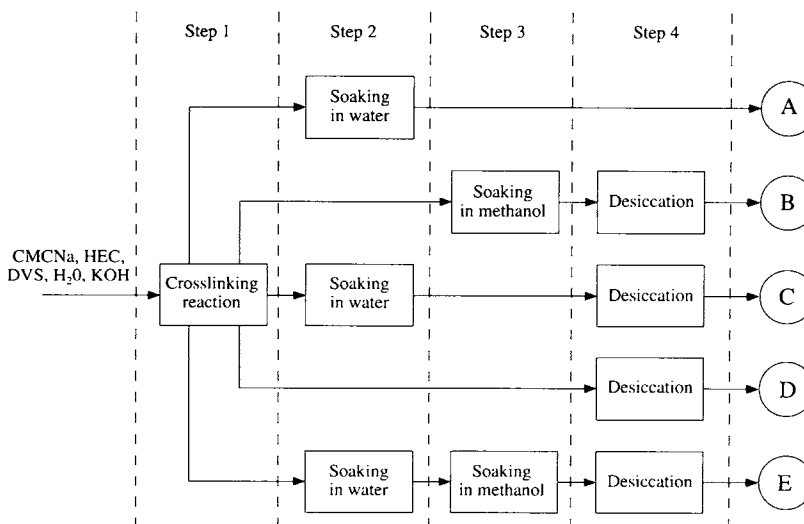 Step 1
Step 2
Step 3
Step 4
Soaking
in water
A
Soaking
in methanol
Desiccation
B
CMCNa, HEC,
DVS, H₂0, KOH
Crosslinking
reaction
Soaking
in water
Desiccation
C
Desiccation
D
Soaking
in water
Soaking
in methanol
Desiccation
E